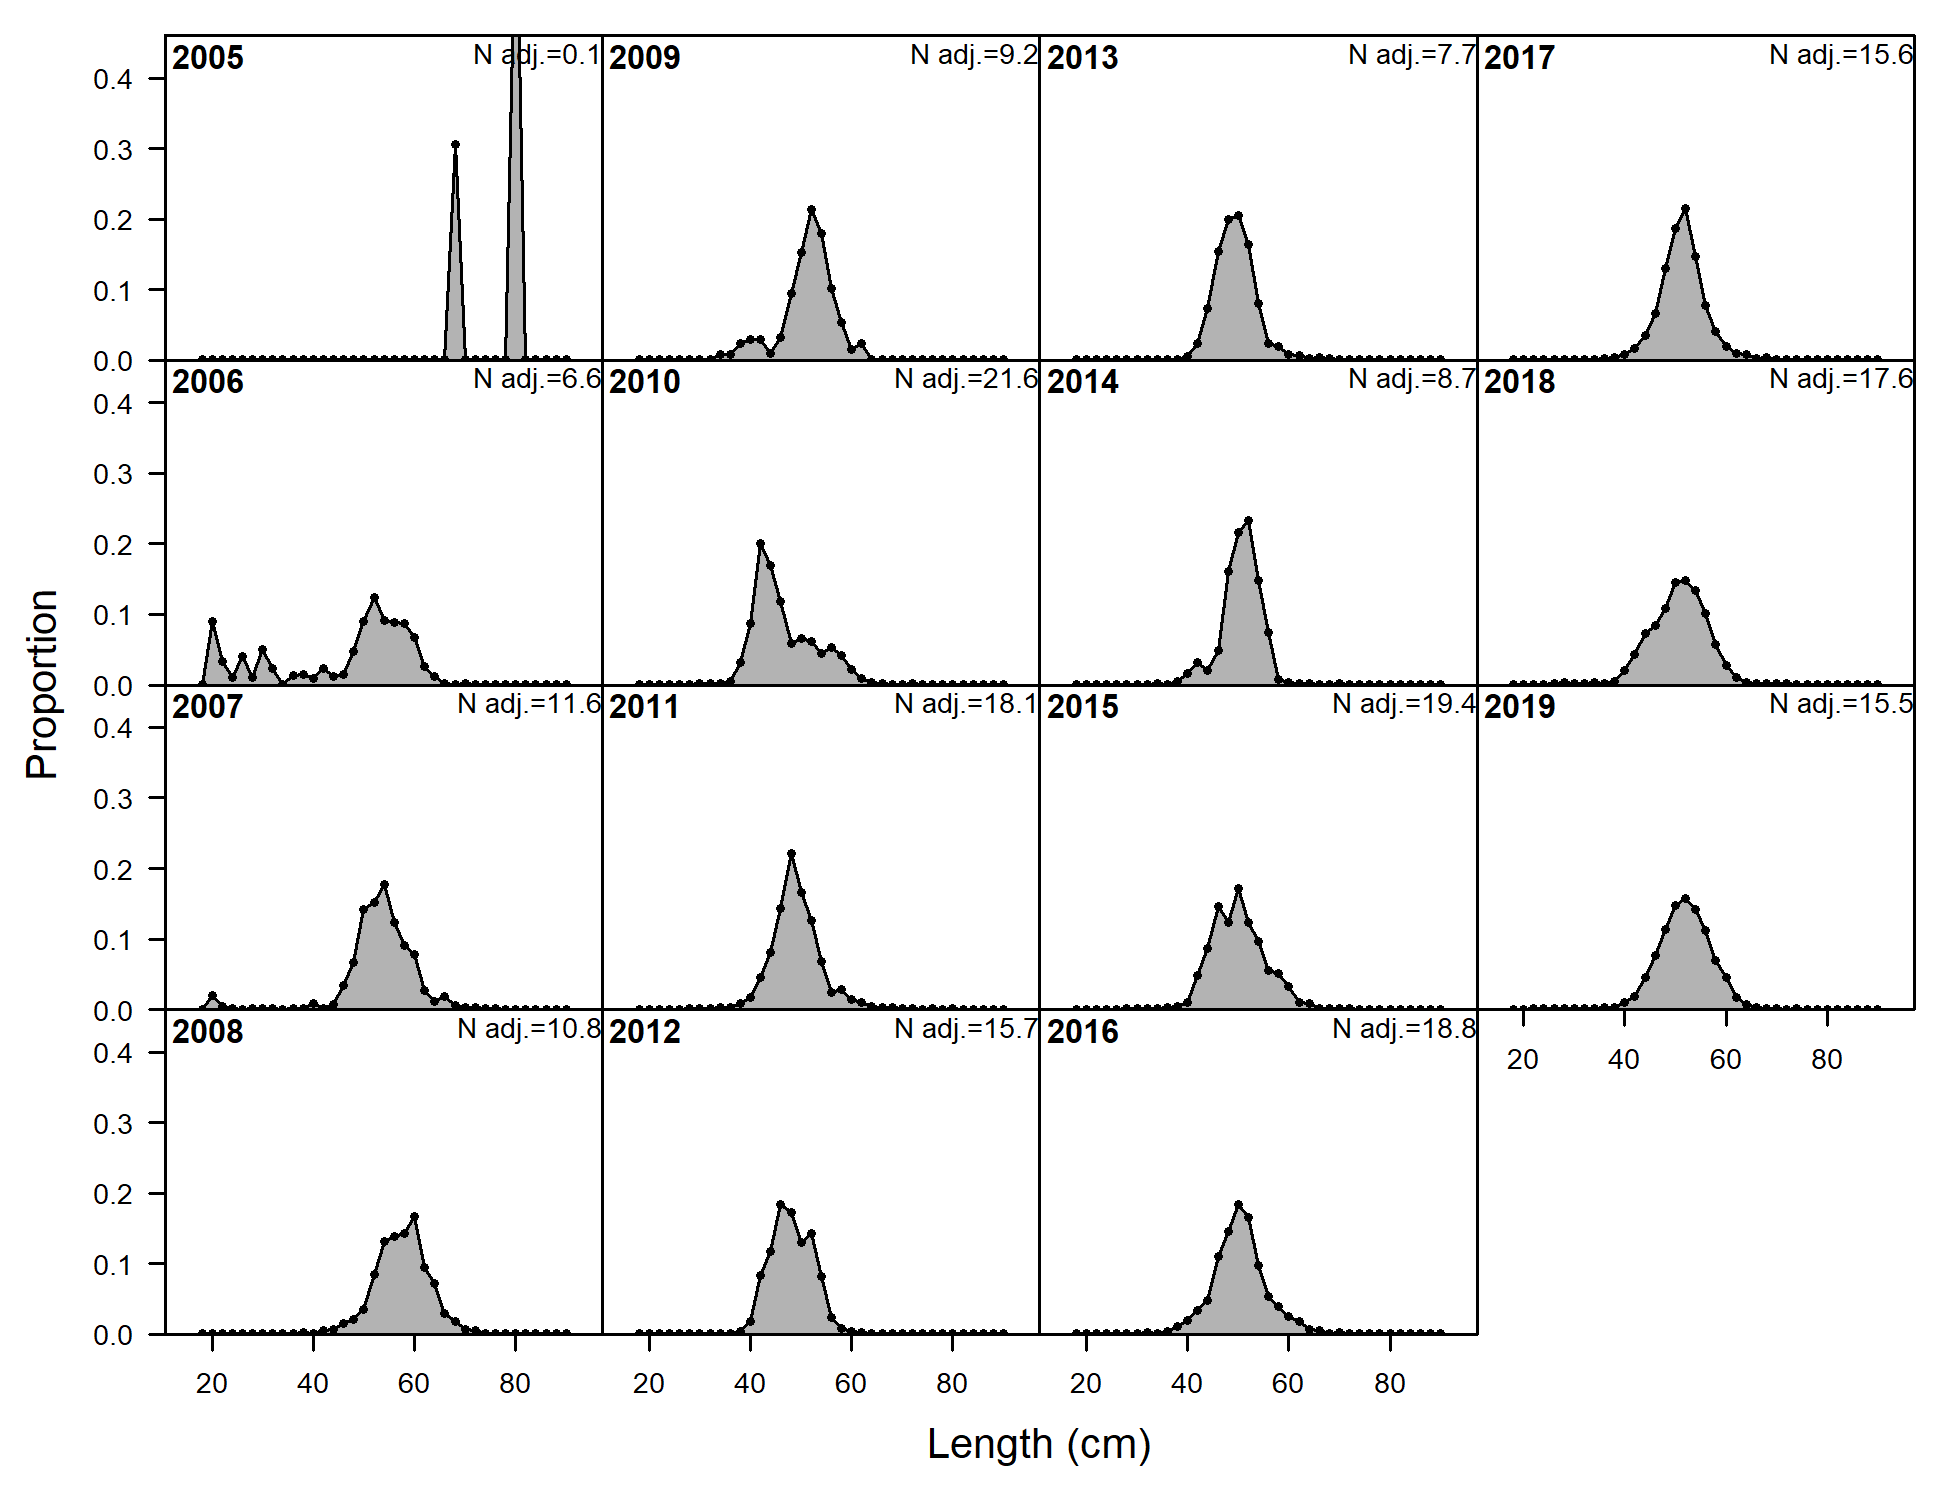 2005 N adj.=0.1 2009 N adj.=9.2 2013 N adj.=7.7 2017 N adj.=15.6
0.4
0.3
0.2
0.1
0.0
2006 N adj.=6.6 2010 N adj.=21.6 2014 N adj.=8.7 2018 N adj.=17.6
0.4
0.3
0.2
0.1
0.0
2007 N adj.=11.6 2011 N adj.=18.1 2015 N adj.=19.4 2019 N adj.=15.5
0.4
0.3
0.2
0.1
0.0
2008 N adj.=10.8 2012 N adj.=15.7 2016 N adj.=18.8
20 40 60 80
0.4
0.3
0.2
0.1
0.0
20 40 60 80 20 40 60 80 20 40 60 80
Proportion
Length (cm)